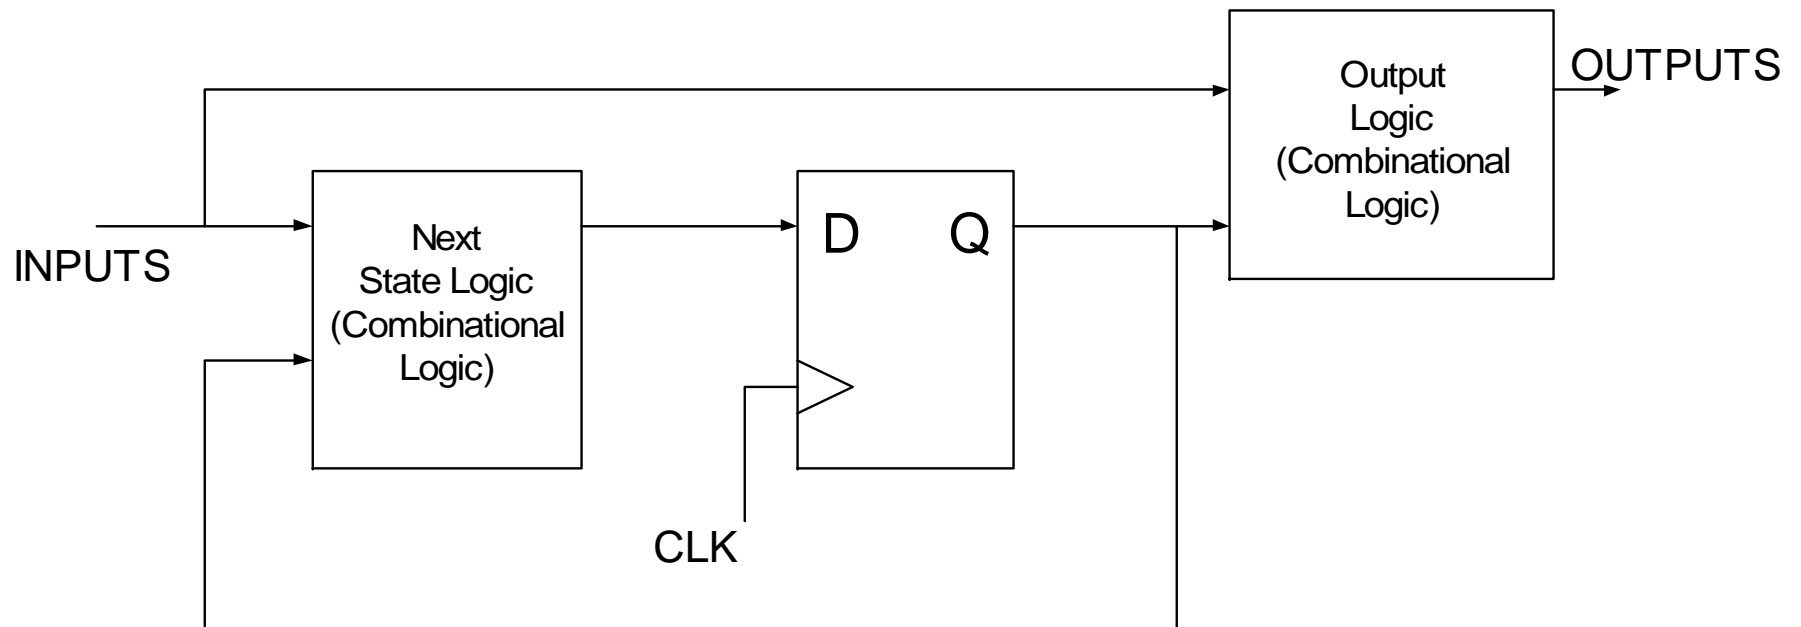 INPUTS
Next
State Logic
(Combinational
Logic)
D
Q
CLK
Output
Logic
(Combinational
Logic)
OUTPUTS